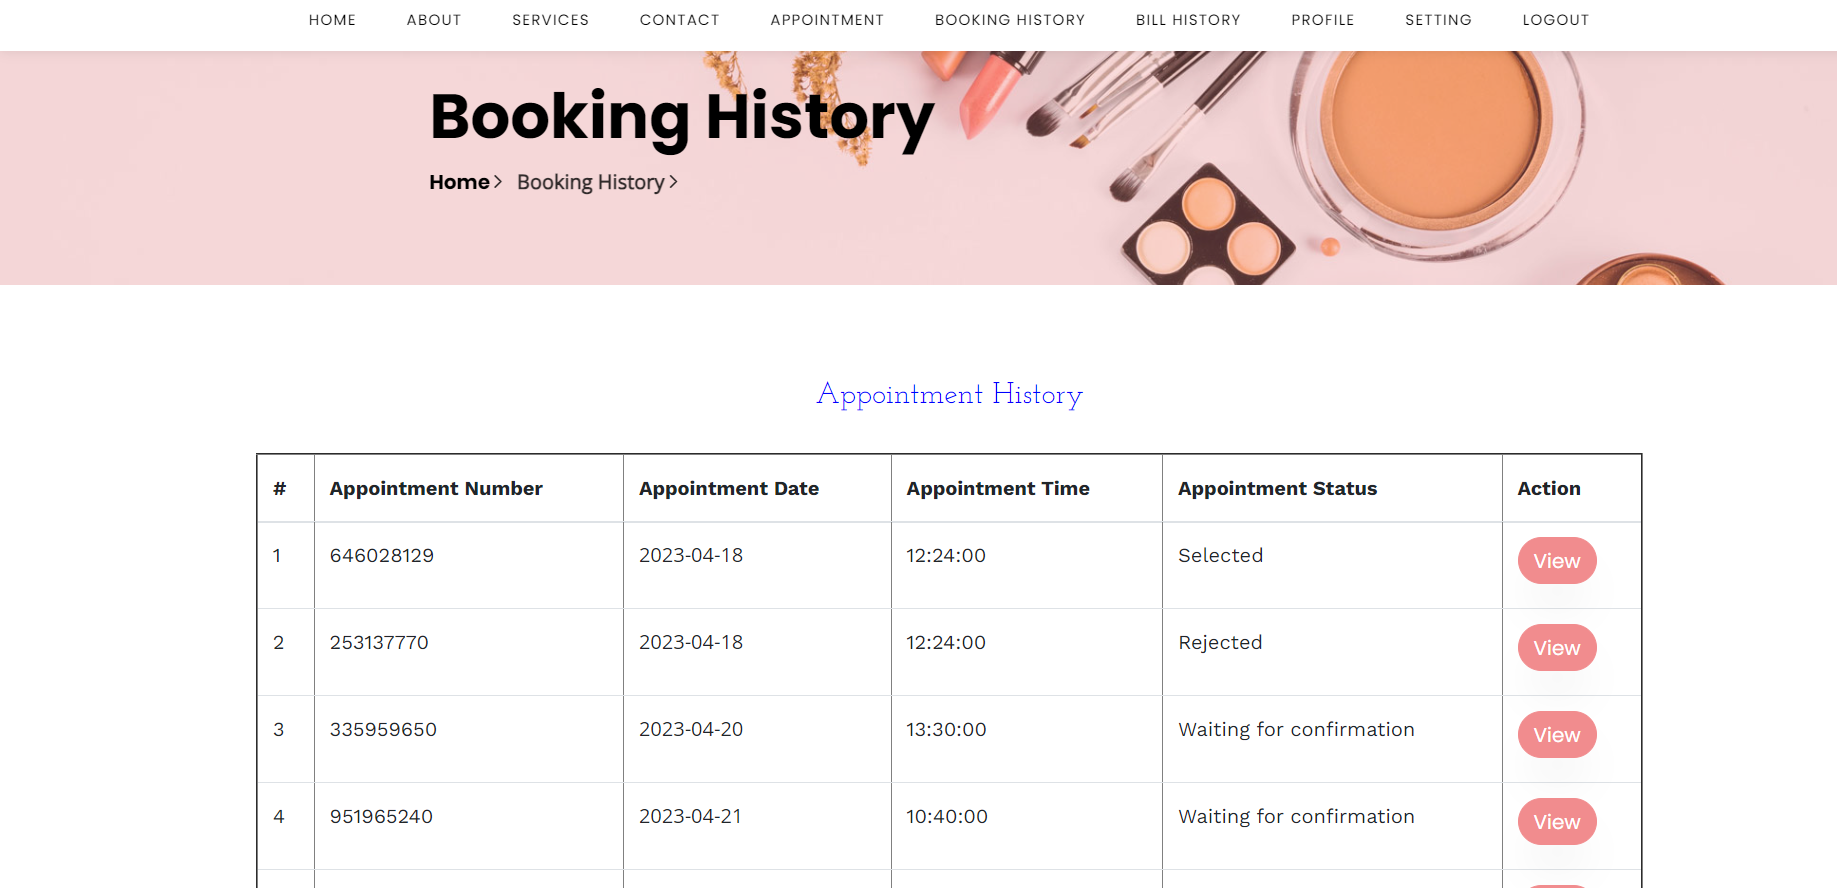 HOME ABOUT SERVICES CONTACT APPOINTMENT BOOKING HISTORY BILL HISTORY PROFILE SETTING LOGOUT
Booking History
Home > Booking History >
Appointment History
# Appointment Number Appointment Date Appointment Time Appointment Status Action
1 646028129 2023-04-18 12:24:00 Selected View
2 253137770 2023-04-18 12:24:00 Rejected View
3 335959650 2023-04-20 13:30:00 Waiting for confirmation View
4 951965240 2023-04-21 10:40:00 Waiting for confirmation View